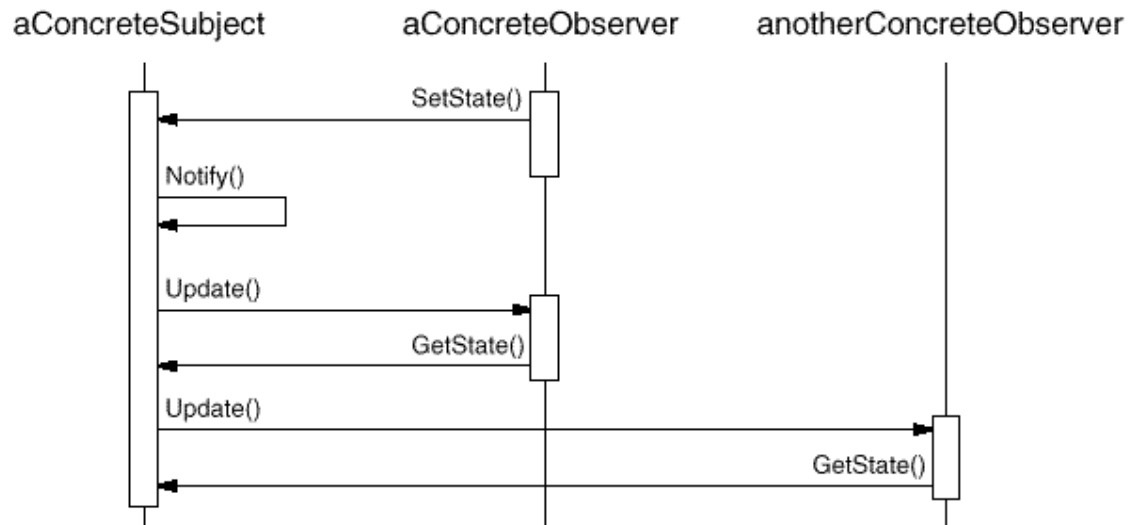 aConcreteSubject
aConcreteObserver
anotherConcreteObserver
SetState()
Notify()
Update()
GetState()
Update()
GetState()